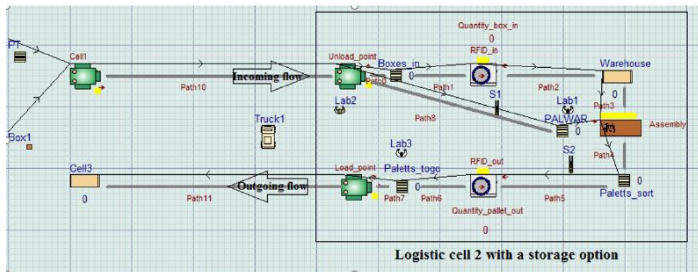 Quantity_box_in
0
PT
Cell1
Unload_point
Boxes_in
RFID_in
Warehouse
Incoming flow
0
0
Path10
Path1
Path2
Path3
S1
Lab2
Lab1
Box1
Truck1
Path8
PALWAR
0
Assembly
Lab3
S2
Path4
Cell3
Load_point
Paletts_togo
RFID_out
Outgoing flow
0
0
0
Paletts_sort
Path11
Path7
Path6
Path5
Quantity_pallet_out
0
Logistic cell 2 with a storage option